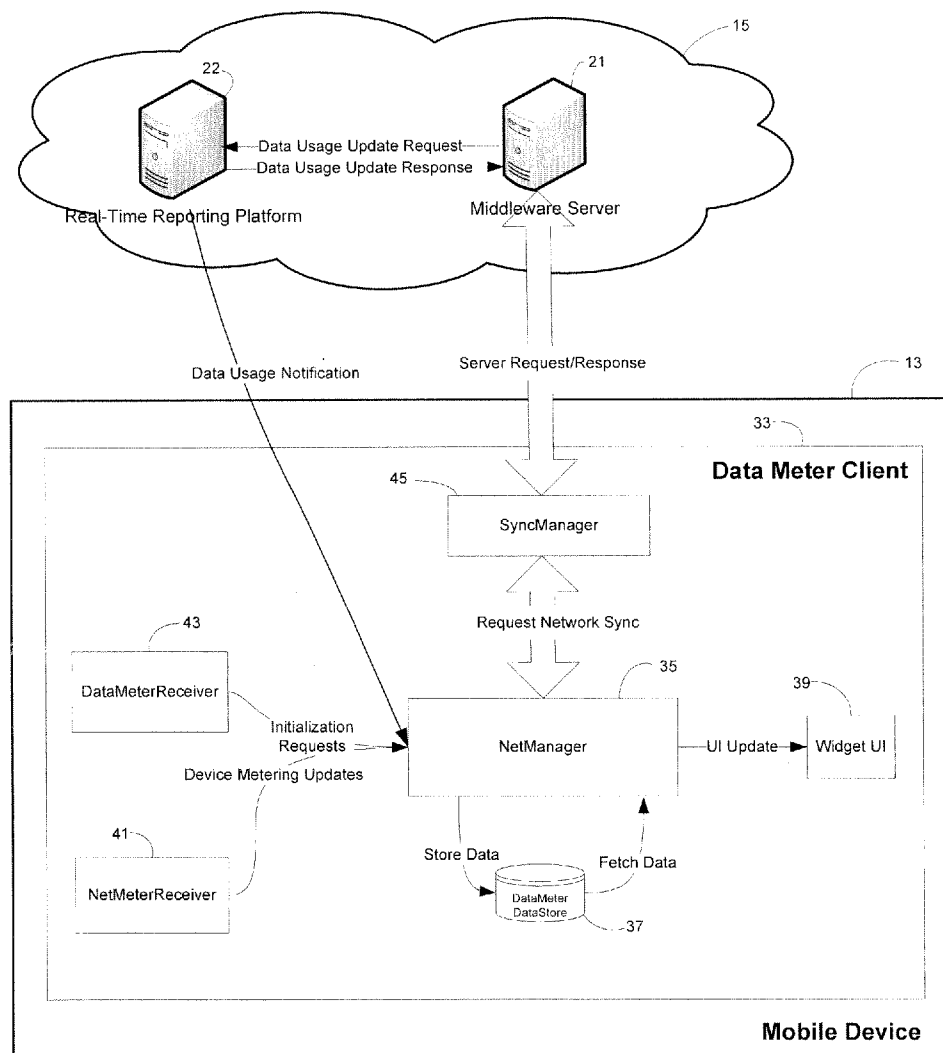 15
22
21
Data Usage Update Request
Data Usage Update Response
Real-Time Reporting Platform
Middleware Server
Data Usage Notification
Server Request/Response
13
33
Data Meter Client
45
SyncManager
Request Network Sync
43
DataMeterReceiver
35
39
Initialization
Requests
NetManager
UI Update
Widget UI
Device Metering Updates
41
NetMeterReceiver
Store Data
Fetch Data
DataMeter
DataStore
37
Mobile Device